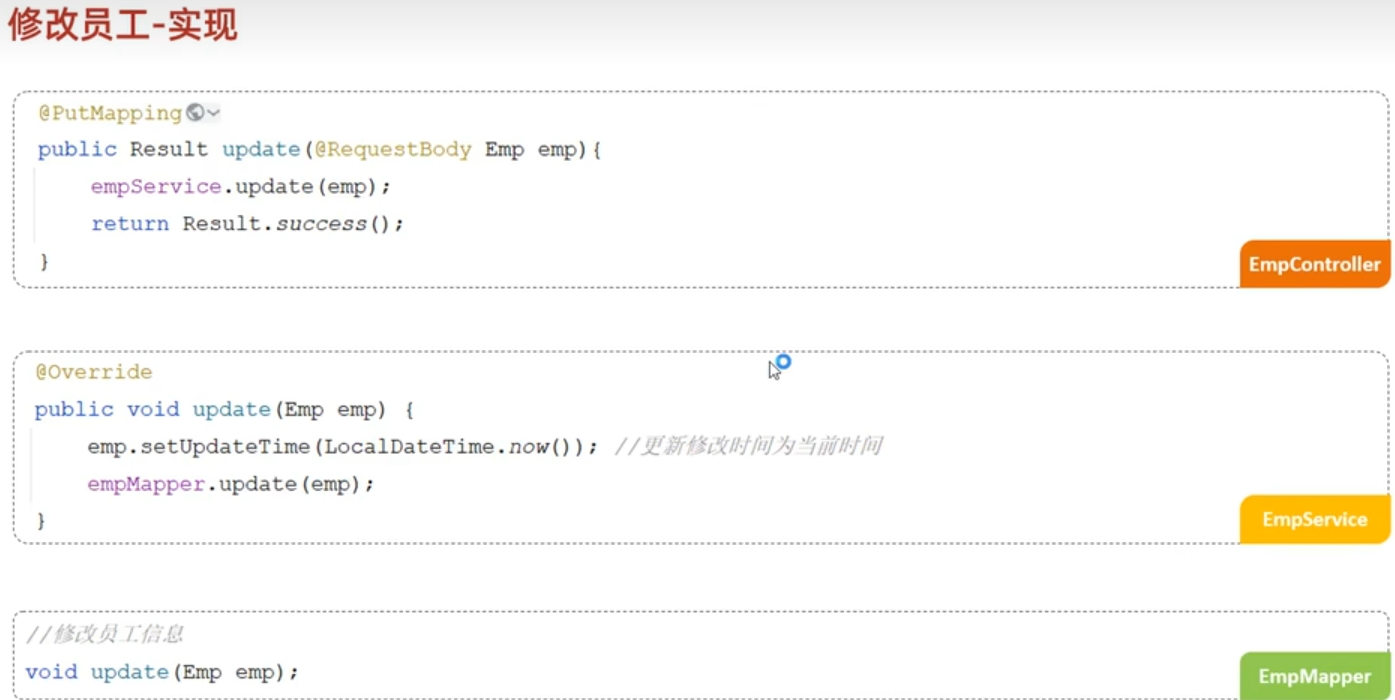 修改员工-实现
@PutMapping
public Result update(@RequestBody Emp emp){
empService.update(emp);
return Result.success();
}
EmpController
@Override
public void update(Emp emp) {
emp.setUpdateTime(LocalDateTime.now()); //更新修改时间为当前时间
empMapper.update(emp);
}
EmpService
//修改员工信息
void update(Emp emp);
EmpMapper